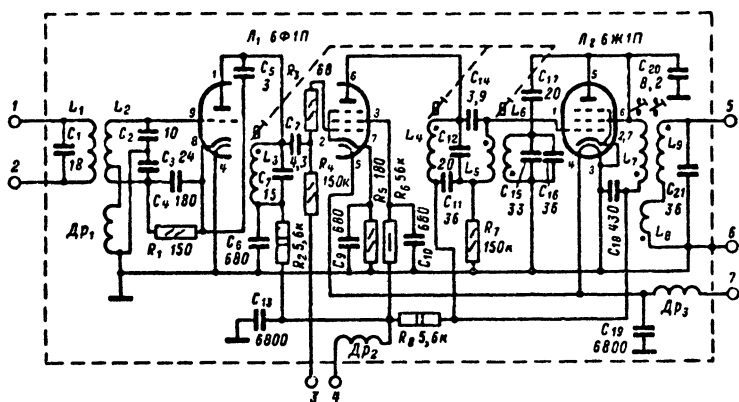 Л₁ 6Ф1П
Л₂ 6Ж1П
1
2
L₁
C₁
18
L₂
C₂
10
C₃ 24
C₄
180
R₁ 150
Др₁
1
9
8
4
C₅
3
C₆
680
L₃
C₇
15
C₇
4,3
R₂ 5,6к
R₃
68
R₄
150к
6
2
3
7
5
C₉
680
R₅
180
R₆ 56к
C₁₀
680
C₁₃
6800
Др₂
R₈ 5,6к
3
4
L₄
C₁₂
20
C₁₁
36
C₁₄
3,9
L₅
R₇
150к
L₆
C₁₇
20
C₁₅
33
C₁₆
36
5
1
6
2,7
3
4
C₁₈ 430
L₇
C₂₀
8,2
L₉
L₈
C₂₁
36
C₁₉
6800
Др₃
5
6
7